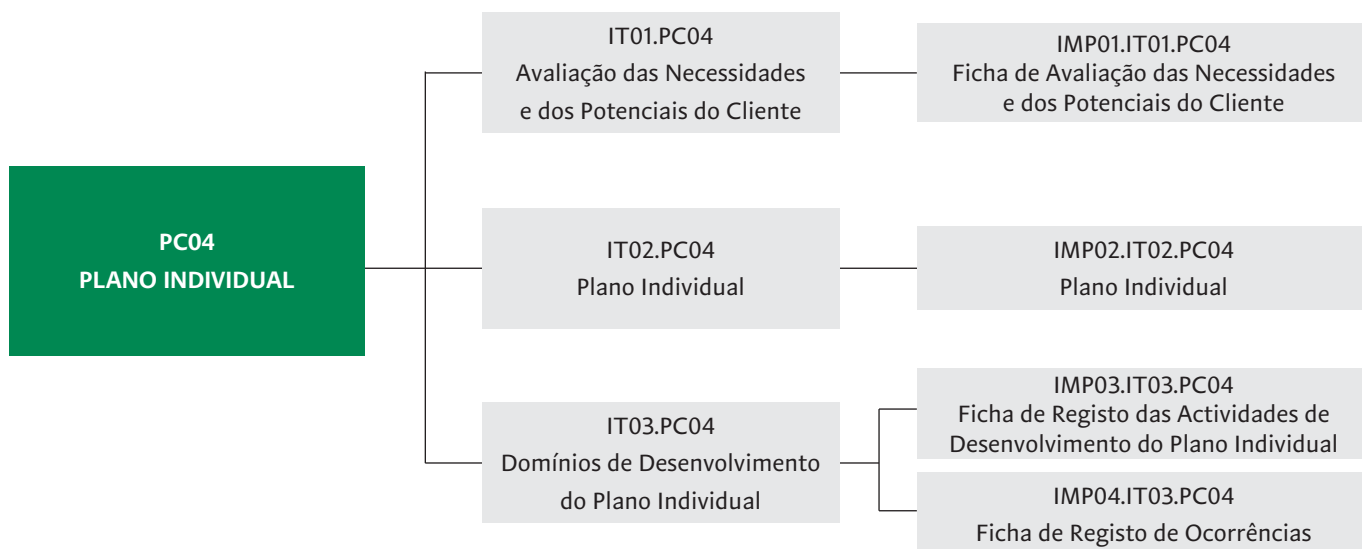 PC04
PLANO INDIVIDUAL
IT01.PC04
Avaliação das Necessidades
e dos Potenciais do Cliente
IMP01.IT01.PC04
Ficha de Avaliação das Necessidades
e dos Potenciais do Cliente
IT02.PC04
Plano Individual
IMP02.IT02.PC04
Plano Individual
IT03.PC04
Domínios de Desenvolvimento
do Plano Individual
IMP03.IT03.PC04
Ficha de Registo das Actividades de
Desenvolvimento do Plano Individual
IMP04.IT03.PC04
Ficha de Registo de Ocorrências